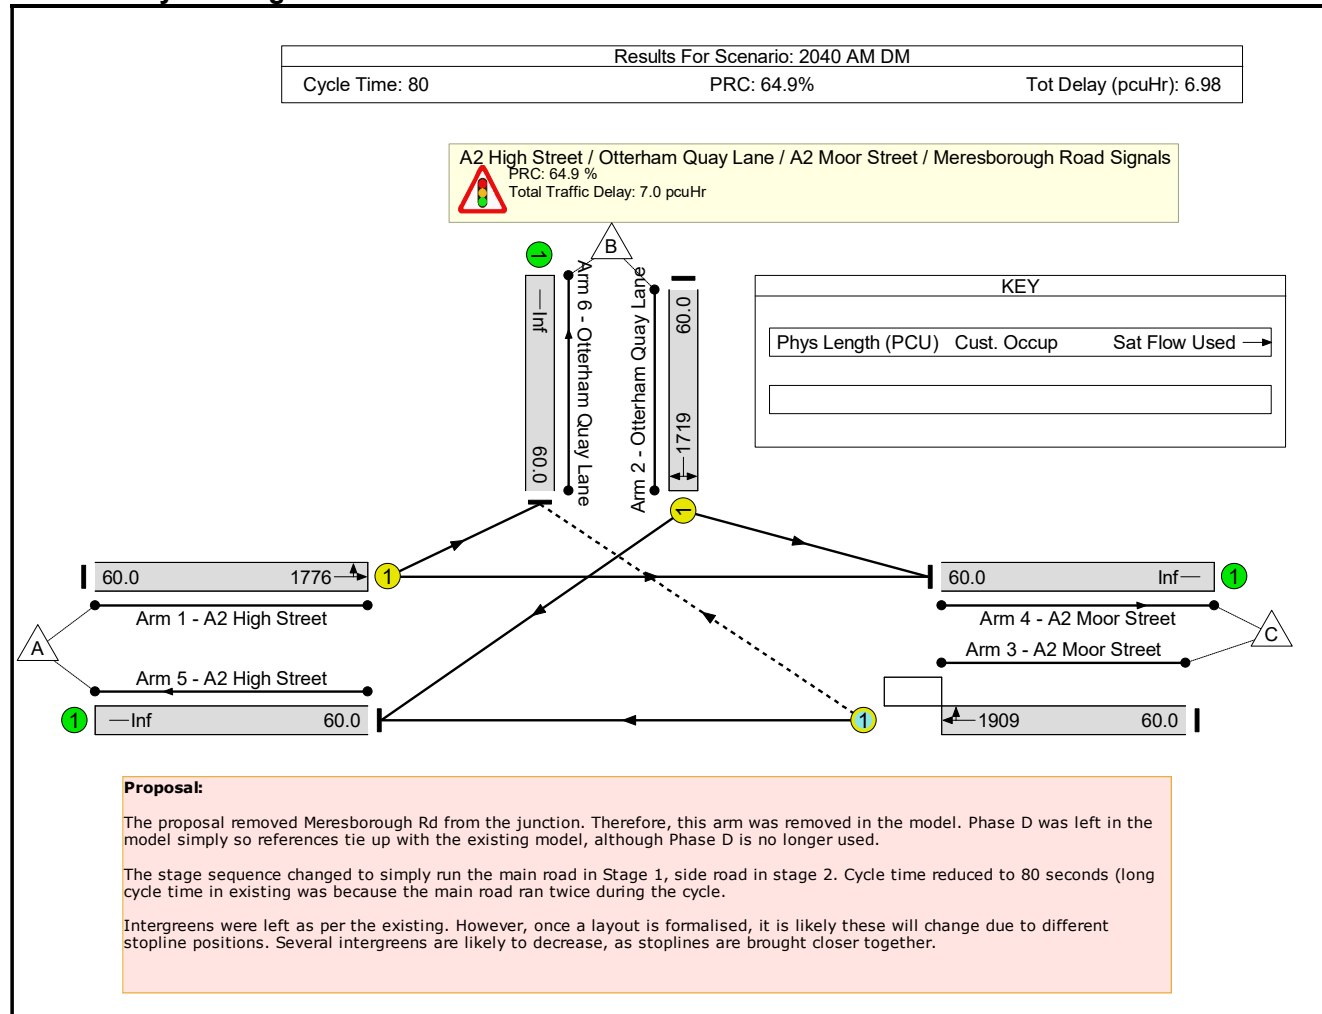 Results For Scenario: 2040 AM DM
Cycle Time: 80 PRC: 64.9% Tot Delay (pcuHr): 6.98
A2 High Street / Otterham Quay Lane / A2 Moor Street / Meresborough Road Signals
PRC: 64.9 %
Total Traffic Delay: 7.0 pcuHr
B
1
Inf
60.0
Arm 6 - Otterham Quay Lane
Arm 2 - Otterham Quay Lane
60.0
1719
1
KEY
Phys Length (PCU) Cust. Occup Sat Flow Used
60.0 1776
1
Arm 1 - A2 High Street
A
Arm 5 - A2 High Street
1
Inf 60.0
60.0 Inf
1
Arm 4 - A2 Moor Street
C
Arm 3 - A2 Moor Street
1
1909 60.0
Proposal:
The proposal removed Meresborough Rd from the junction. Therefore, this arm was removed in the model. Phase D was left in the
model simply so references tie up with the existing model, although Phase D is no longer used.
The stage sequence changed to simply run the main road in Stage 1, side road in stage 2. Cycle time reduced to 80 seconds (long
cycle time in existing was because the main road ran twice during the cycle.
Intergreens were left as per the existing. However, once a layout is formalised, it is likely these will change due to different
stopline positions. Several intergreens are likely to decrease, as stoplines are brought closer together.